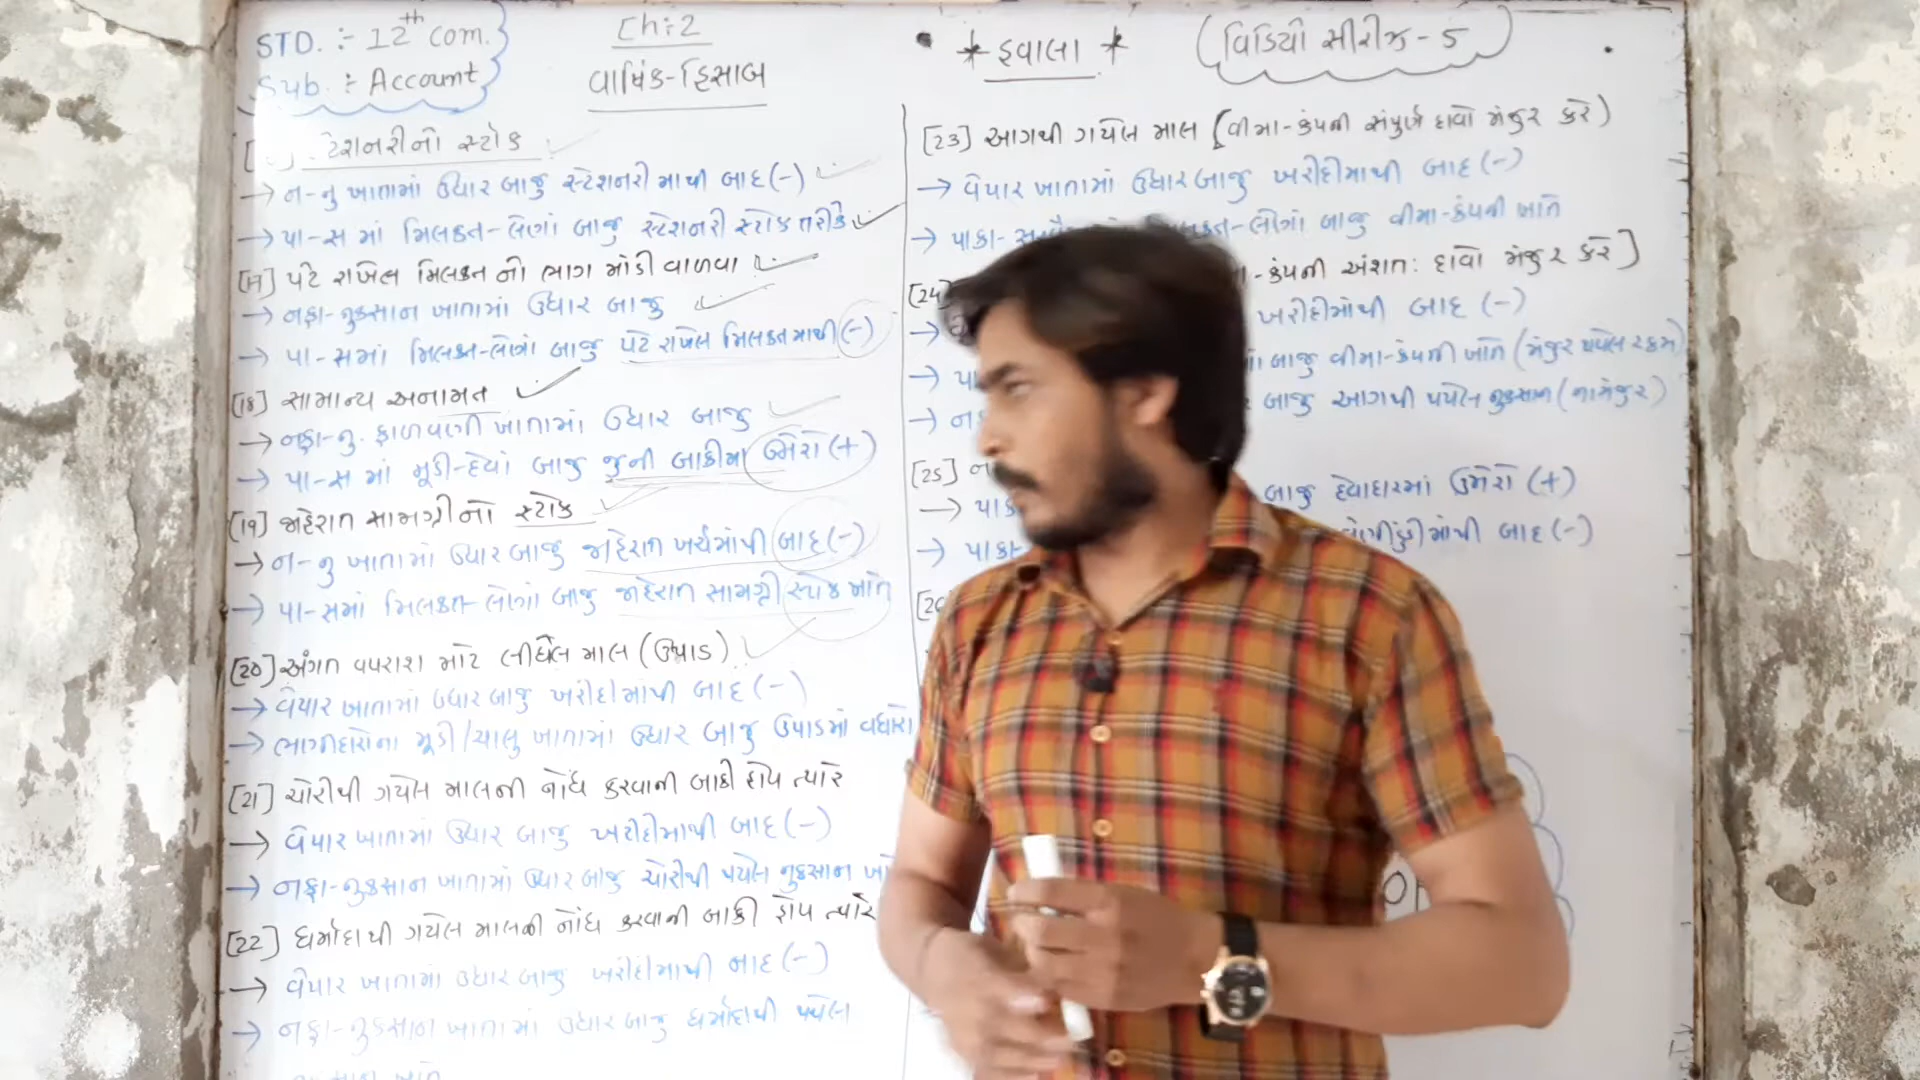 STD. :- 12th com.
Sub. :- Account
Ch:2
વાર્ષિક-હિસાબ
* હવાલા *
(વિડિયો સીરીઝ-5)
સ્ટેશનરીનો સ્ટોક
→ ન-નુ ખાતામાં ઉધાર બાજુ સ્ટેશનરી માથી બાદ (-)
→ પા-સ માં મિલકત-લેણાં બાજુ સ્ટેશનરી સ્ટોક તરીકે
પટે રાખેલ મિલકત નો ભાગ માંડી વાળવા
→ નફા-નુકસાન ખાતામાં ઉધાર બાજુ
→ પા-સમાં મિલકત-લેણાં બાજુ પટે રાખેલ મિલકત માથી (-)
[18] સામાન્ય અનામત
→ નફા-નુ. ફાળવણી ખાતામાં ઉધાર બાજુ
→ પા-સ માં મૂડી-દેવાં બાજુ જુની બાકીમાં ઉમેરો (+)
[19] જાહેરાત સામગ્રીનો સ્ટોક
→ ન-નુ ખાતામાં ઉધાર બાજુ જાહેરાત ખર્ચમાંથી બાદ (-)
→ પા-સમાં મિલકત-લેણાં બાજુ જાહેરાત સામગ્રી સ્ટોક ખાતે
[20] અંગત વપરાશ માટે લીધેલ માલ (ઉપાડ)
→ વેપાર ખાતામાં ઉધાર બાજુ ખરીદીમાંથી બાદ (-)
→ ભાગીદારોના મૂડી/ચાલુ ખાતામાં ઉધાર બાજુ ઉપાડમાં વધારો
[21] ચોરીથી ગયેલ માલની નોંધ કરવાની બાકી હોય ત્યારે
→ વેપાર ખાતામાં ઉધાર બાજુ ખરીદીમાથી બાદ (-)
→ નફા-નુકસાન ખાતામાં ઉધાર બાજુ ચોરીથી થયેલ નુકસાન
[22] ધર્માદાથી ગયેલ માલની નોંધ કરવાની બાકી હોય ત્યારે
→ વેપાર ખાતામાં ઉધાર બાજુ ખરીદીમાથી બાદ (-)
→ નફા-નુકસાન ખાતામાં ઉધાર બાજુ ધર્માદાથી થયેલા
[23] આગથી ગયેલ માલ (વીમા-કંપની સંપુર્ણ દાવો મંજુર કરે)
→ વેપાર ખાતામાં ઉધાર બાજુ ખરીદીમાથી બાદ (-)
→ પાકા- લેણાં બાજુ વીમા-કંપની ખાતે
[24] -કંપની અંશતઃ દાવો મંજુર કરે]
→ ખરીદીમાંથી બાદ (-)
→ બાજુ વીમા-કંપની ખાતે (મંજુર થયેલ રકમ)
→ બાજુ આગથી થયેલ નુકસાન (નામંજુર)
[25]
→ બાજુ દેવાદારમાં ઉમેરો (+)
→ પાકા- લેણીહુંડીમાંથી બાદ (-)